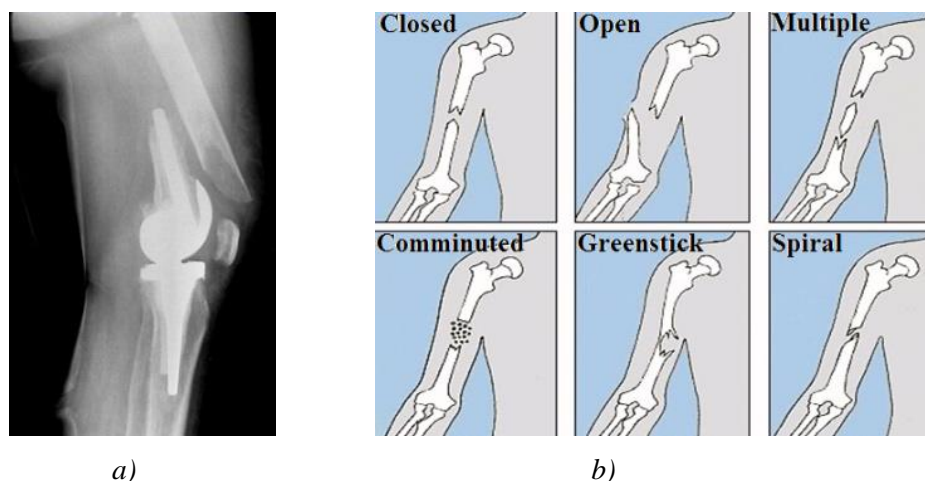 Closed
Open
Multiple
Comminuted
Greenstick
Spiral
a)
b)